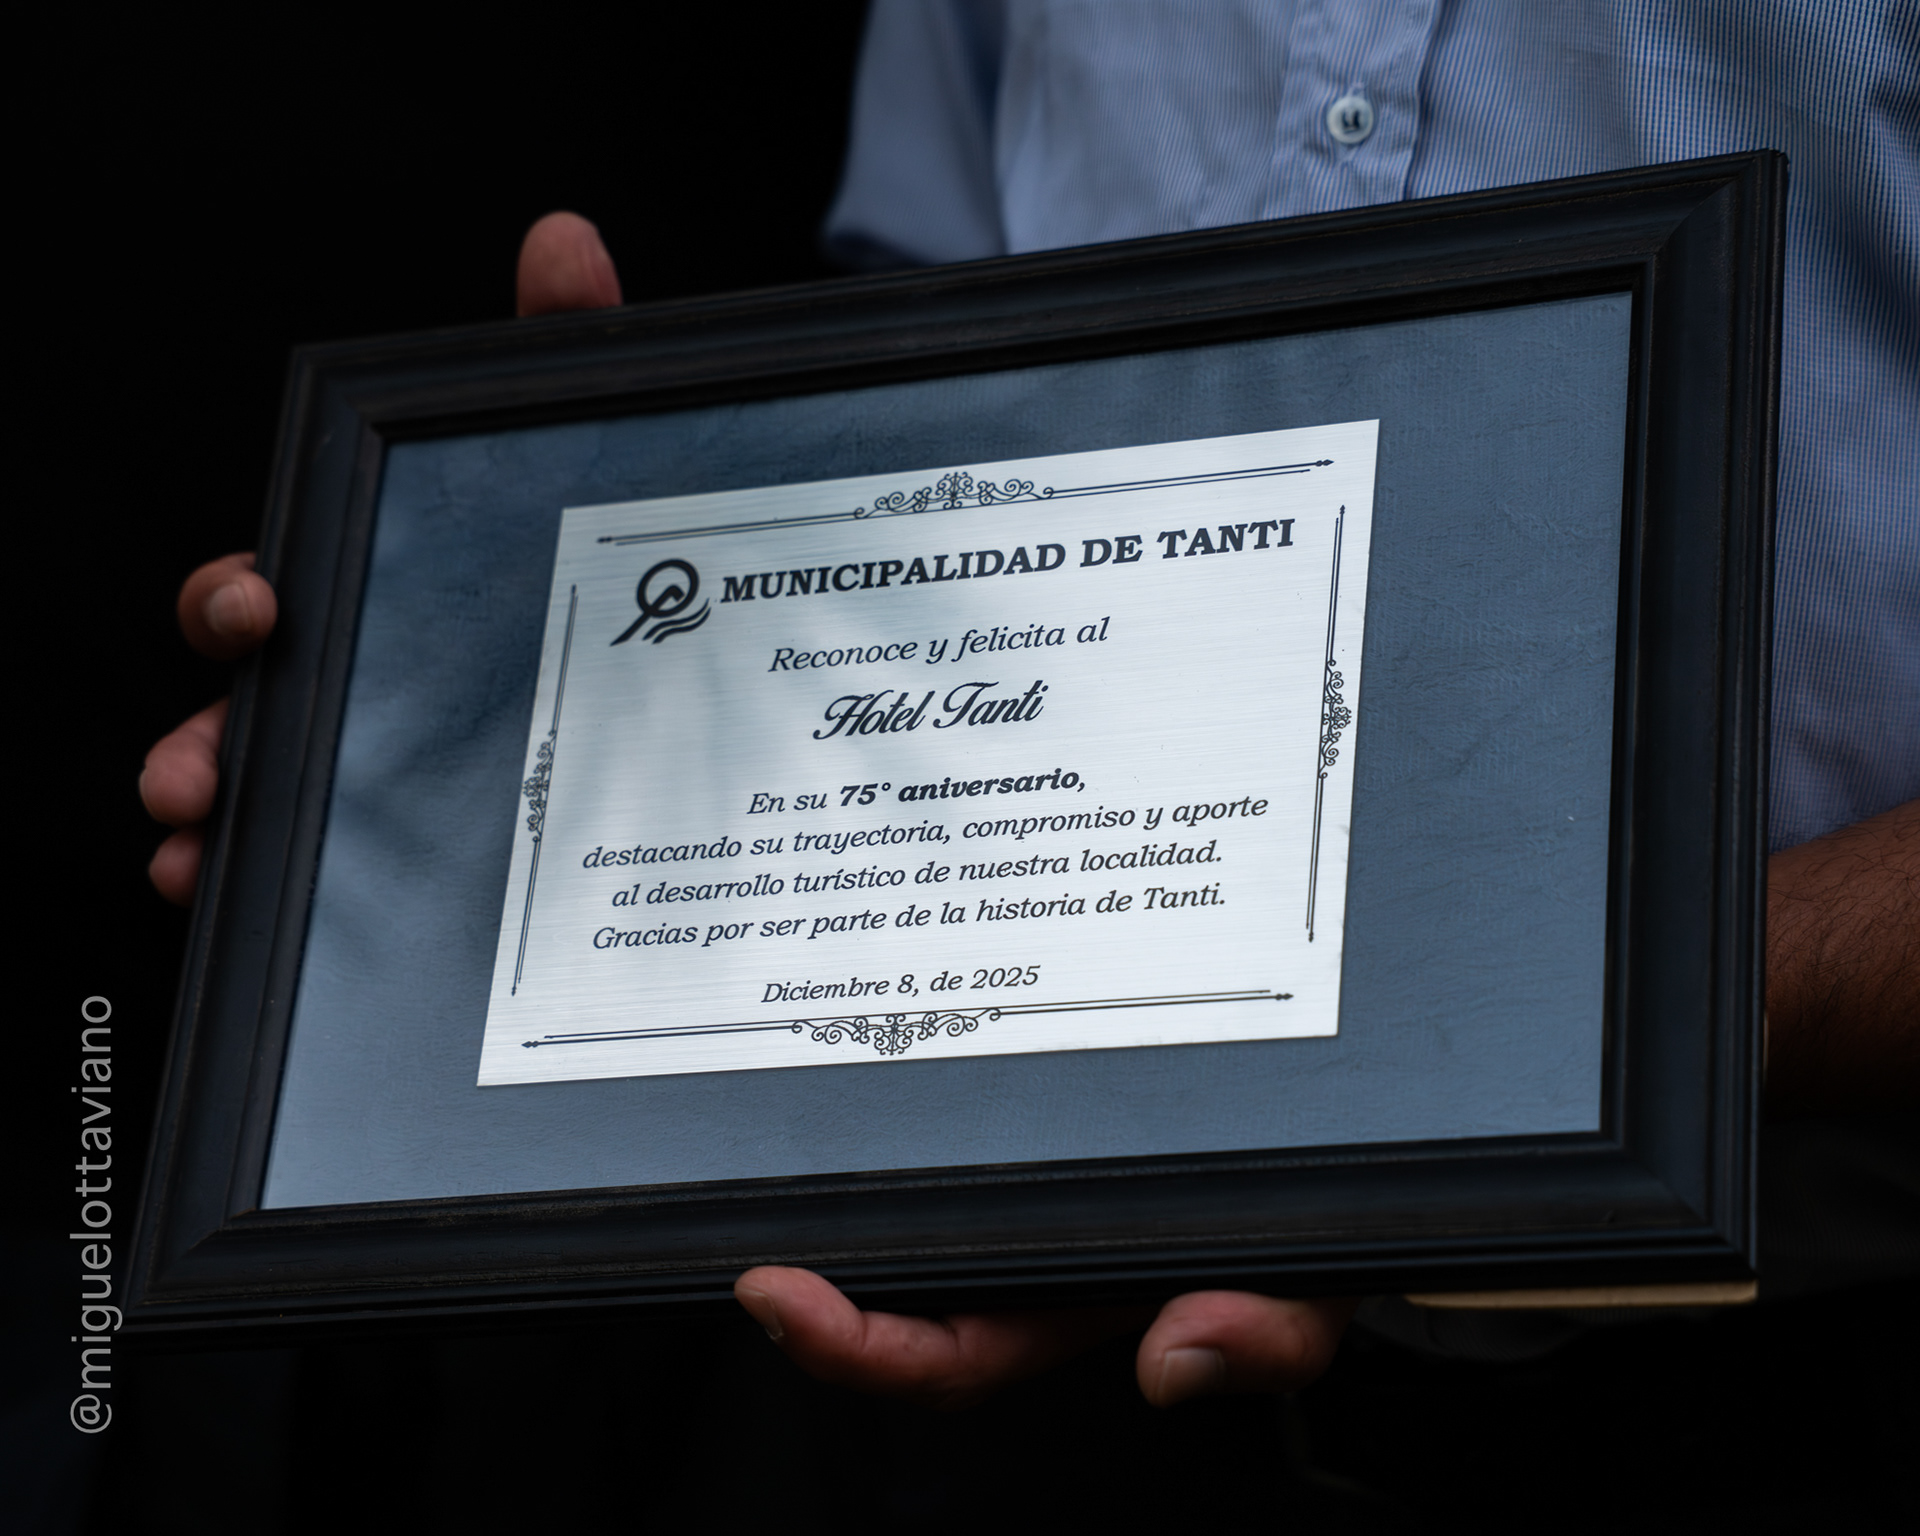 MUNICIPALIDAD DE TANTI
Reconoce y felicita al
Hotel Tanti
En su 75° aniversario,
destacando su trayectoria, compromiso y aporte
al desarrollo turístico de nuestra localidad.
Gracias por ser parte de la historia de Tanti.
Diciembre 8, de 2025
@miguelottaviano